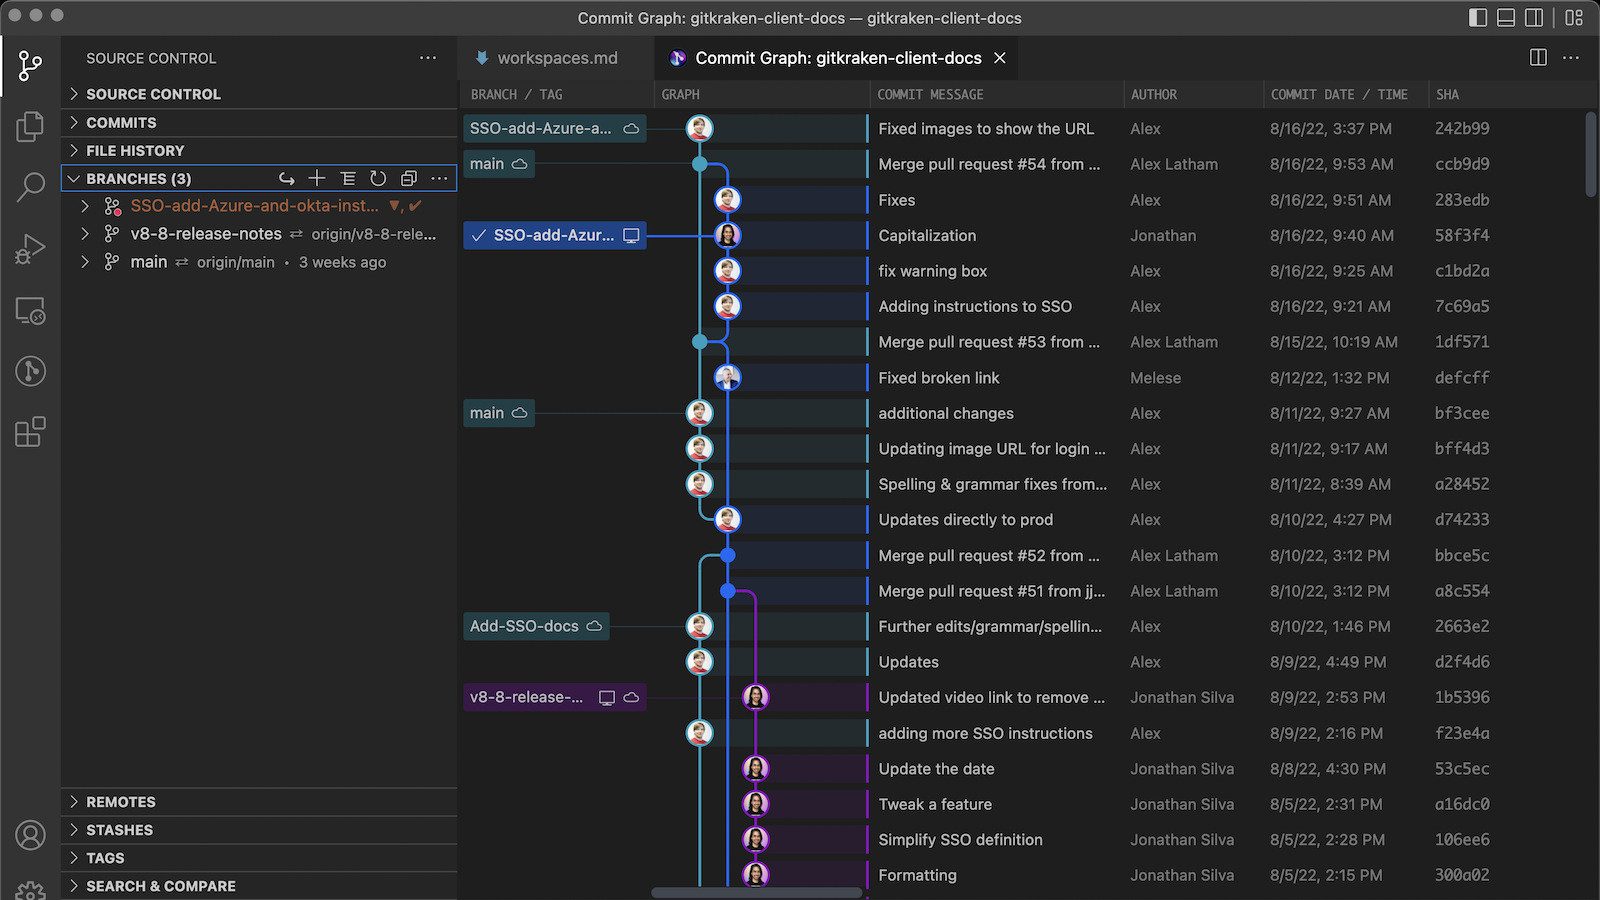 Commit Graph: gitkraken-client-docs — gitkraken-client-docs
SOURCE CONTROL
workspaces.md
Commit Graph: gitkraken-client-docs
SOURCE CONTROL
COMMITS
FILE HISTORY
BRANCHES (3)
SSO-add-Azure-and-okta-inst...
v8-8-release-notes origin/v8-8-rele...
main origin/main • 3 weeks ago
REMOTES
STASHES
TAGS
SEARCH & COMPARE
BRANCH / TAG GRAPH COMMIT MESSAGE AUTHOR COMMIT DATE / TIME SHA
SSO-add-Azure-a... Fixed images to show the URL Alex 8/16/22, 3:37 PM 242b99
main Merge pull request #54 from ... Alex Latham 8/16/22, 9:53 AM ccb9d9
Fixes Alex 8/16/22, 9:51 AM 283edb
SSO-add-Azur... Capitalization Jonathan 8/16/22, 9:40 AM 58f3f4
fix warning box Alex 8/16/22, 9:25 AM c1bd2a
Adding instructions to SSO Alex 8/16/22, 9:21 AM 7c69a5
Merge pull request #53 from ... Alex Latham 8/15/22, 10:19 AM 1df571
Fixed broken link Melese 8/12/22, 1:32 PM defcff
main additional changes Alex 8/11/22, 9:27 AM bf3cee
Updating image URL for login ... Alex 8/11/22, 9:17 AM bff4d3
Spelling & grammar fixes from... Alex 8/11/22, 8:39 AM a28452
Updates directly to prod Alex 8/10/22, 4:27 PM d74233
Merge pull request #52 from ... Alex Latham 8/10/22, 3:12 PM bbce5c
Merge pull request #51 from jj... Alex Latham 8/10/22, 3:12 PM a8c554
Add-SSO-docs Further edits/grammar/spellin... Alex 8/10/22, 1:46 PM 2663e2
Updates Alex 8/9/22, 4:49 PM d2f4d6
v8-8-release-... Updated video link to remove ... Jonathan Silva 8/9/22, 2:53 PM 1b5396
adding more SSO instructions Alex 8/9/22, 2:16 PM f23e4a
Update the date Jonathan Silva 8/8/22, 4:30 PM 53c5ec
Tweak a feature Jonathan Silva 8/5/22, 2:31 PM a16dc0
Simplify SSO definition Jonathan Silva 8/5/22, 2:28 PM 106ee6
Formatting Jonathan Silva 8/5/22, 2:15 PM 300a02